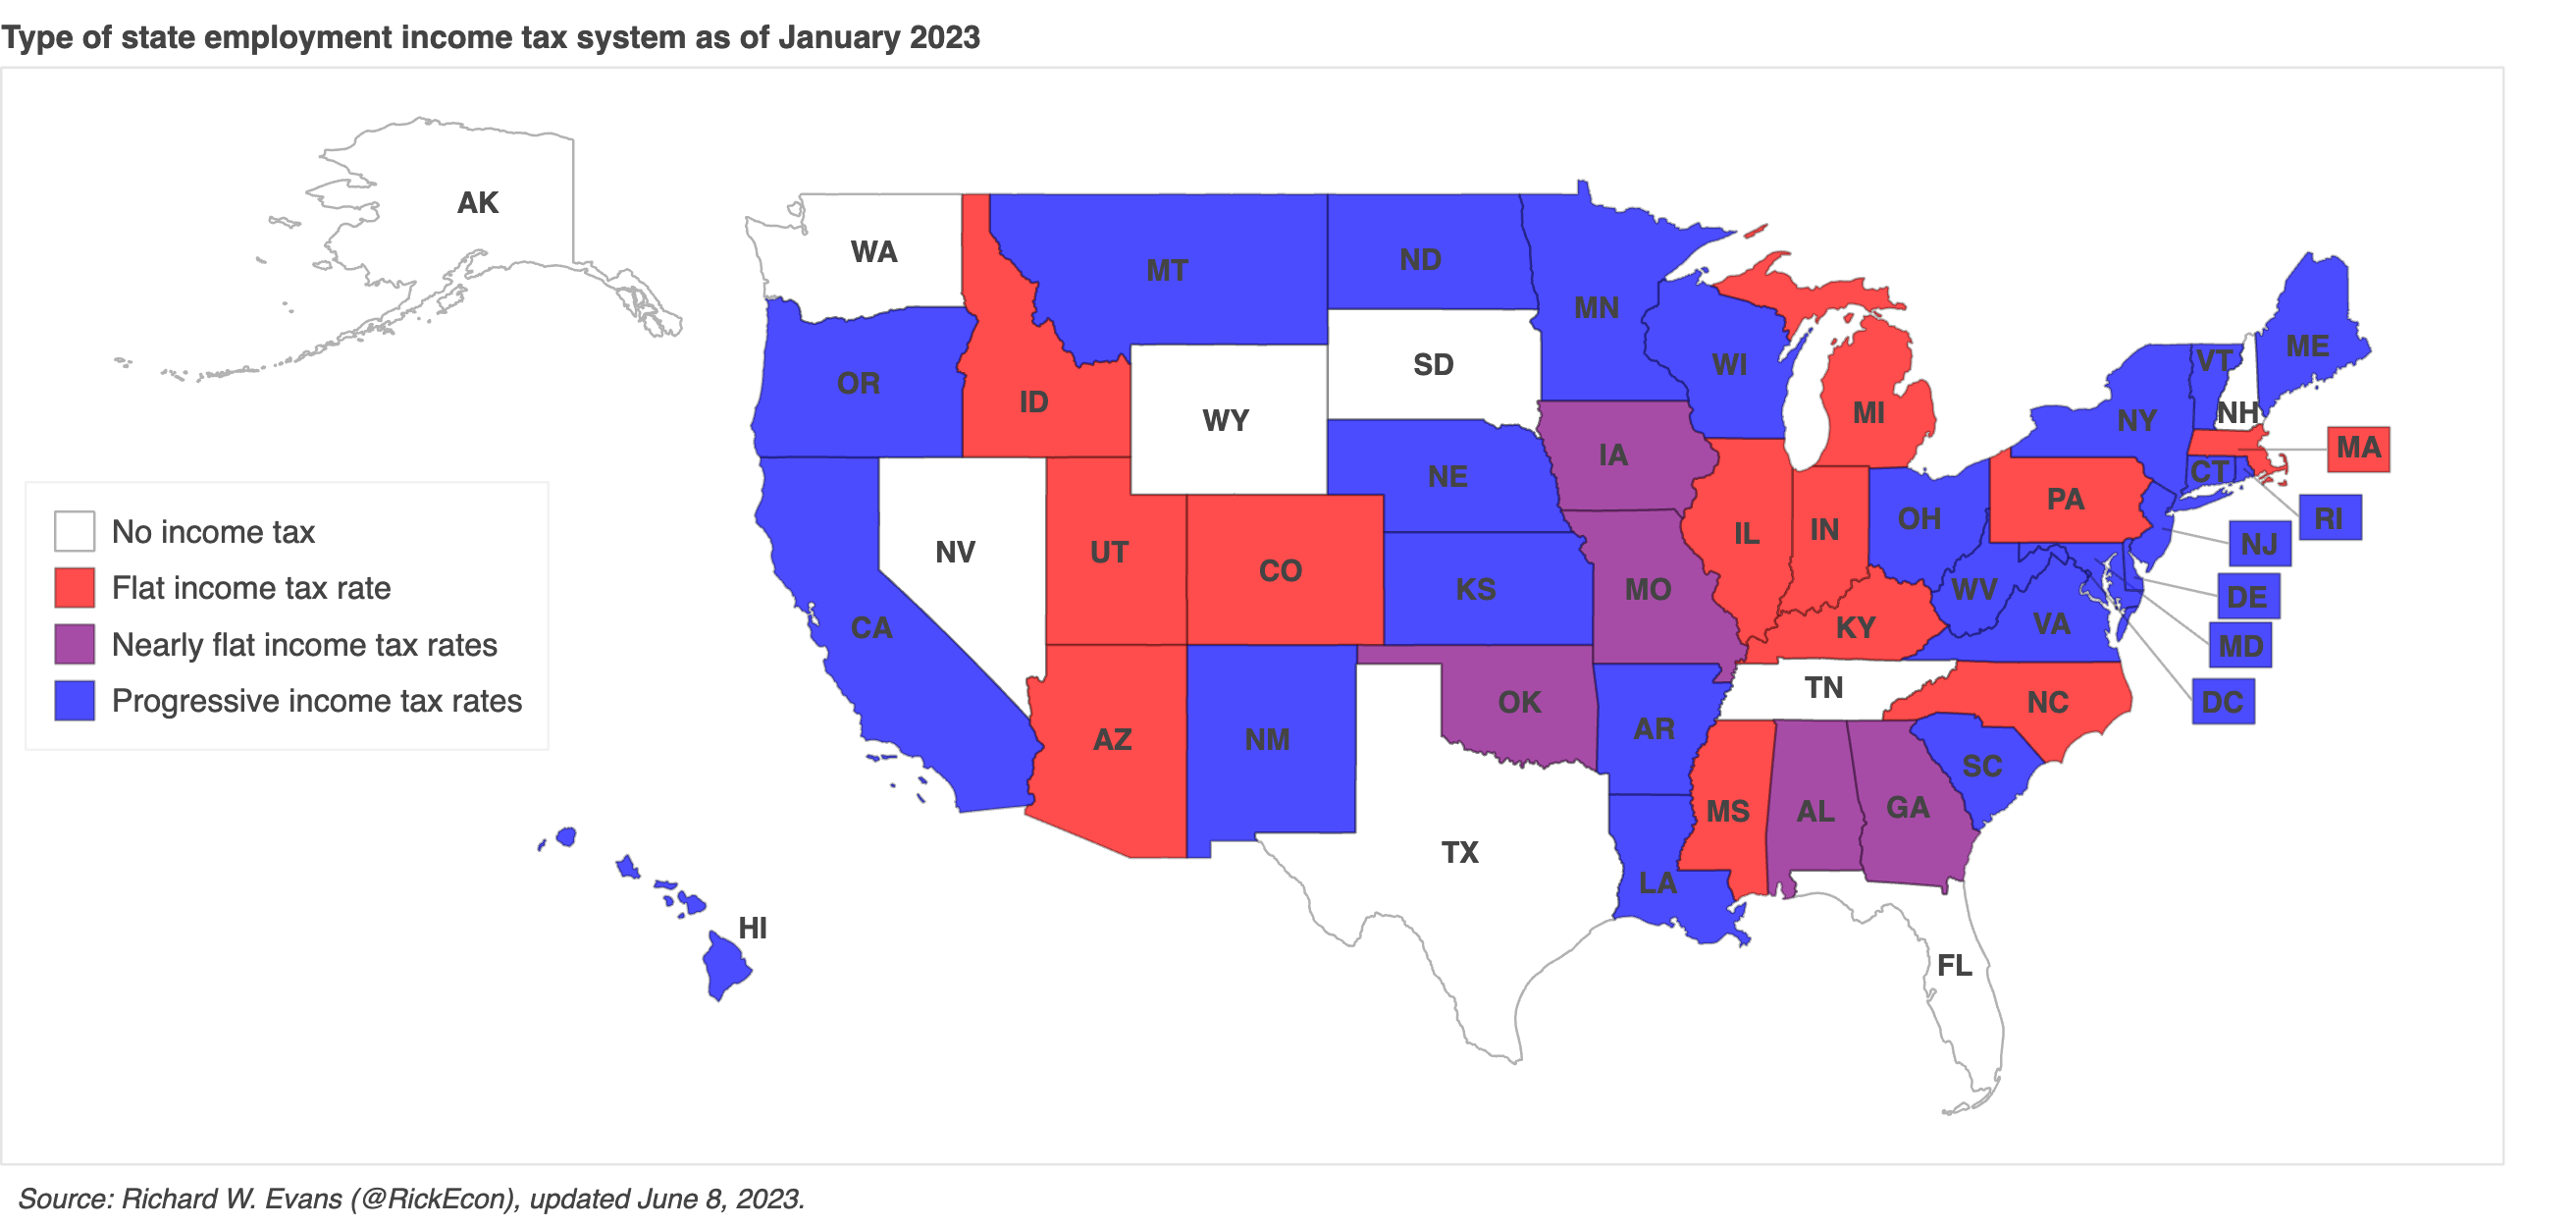 Type of state employment income tax system as of January 2023
AK
WA
MT
ND
MN
OR
ID
WY
SD
WI
MI
NY
VT
NH
ME
MA
IA
NE
CT
RI
No income tax
Flat income tax rate
Nearly flat income tax rates
Progressive income tax rates
NV
UT
CO
KS
MO
IL
IN
OH
PA
NJ
CA
KY
WV
VA
DE
MD
DC
AZ
NM
OK
AR
TN
NC
SC
TX
LA
MS
AL
GA
HI
FL
Source: Richard W. Evans (@RickEcon), updated June 8, 2023.